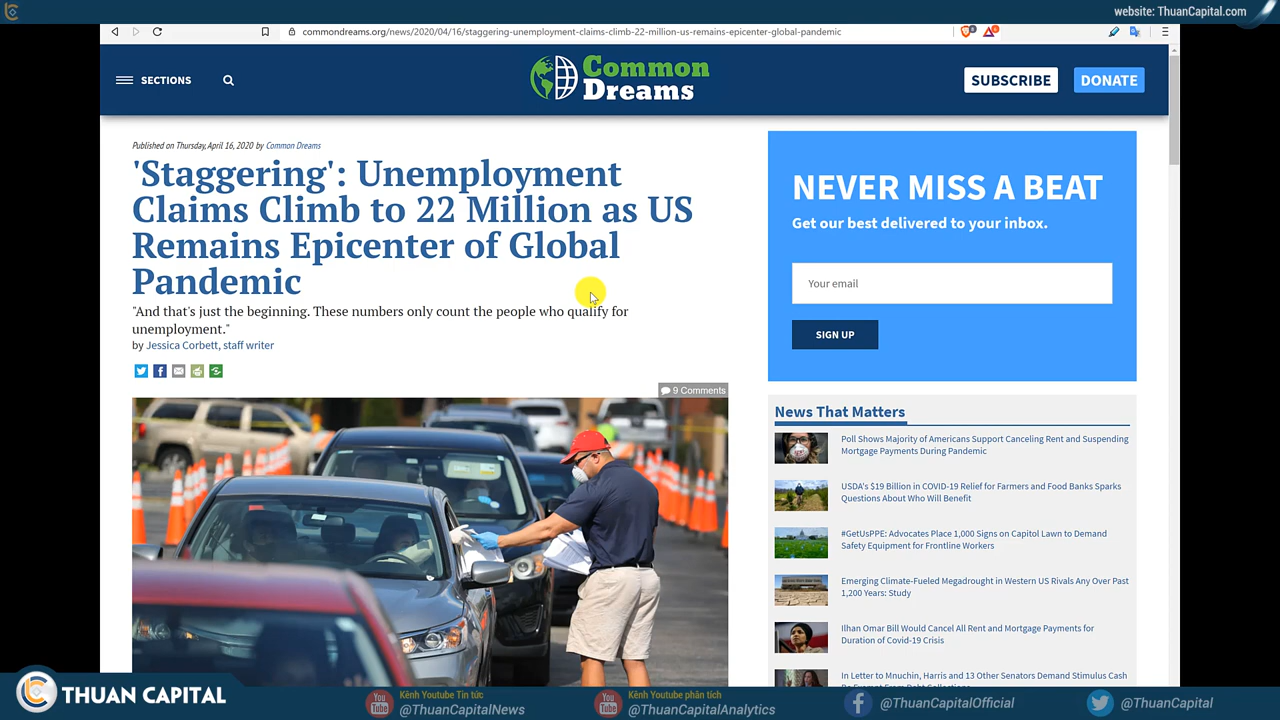 website: ThuanCapital.com
commondreams.org/news/2020/04/16/staggering-unemployment-claims-climb-22-million-us-remains-epicenter-global-pandemic
SECTIONS
Common
Dreams
SUBSCRIBE
DONATE
Published on Thursday, April 16, 2020 by Common Dreams
'Staggering': Unemployment
Claims Climb to 22 Million as US
Remains Epicenter of Global
Pandemic
"And that's just the beginning. These numbers only count the people who qualify for
unemployment."
by Jessica Corbett, staff writer
9 Comments
NEVER MISS A BEAT
Get our best delivered to your inbox.
Your email
SIGN UP
News That Matters
Poll Shows Majority of Americans Support Canceling Rent and Suspending
Mortgage Payments During Pandemic
USDA's $19 Billion in COVID-19 Relief for Farmers and Food Banks Sparks
Questions About Who Will Benefit
#GetUsPPE: Advocates Place 1,000 Signs on Capitol Lawn to Demand
Safety Equipment for Frontline Workers
Emerging Climate-Fueled Megadrought in Western US Rivals Any Over Past
1,200 Years: Study
Ilhan Omar Bill Would Cancel All Rent and Mortgage Payments for
Duration of Covid-19 Crisis
In Letter to Mnuchin, Harris and 13 Other Senators Demand Stimulus Cash
THUAN CAPITAL
Kênh Youtube Tin tức
@ThuanCapitalNews
Kênh Youtube phân tích
@ThuanCapitalAnalytics
@ThuanCapitalOfficial
@ThuanCapital